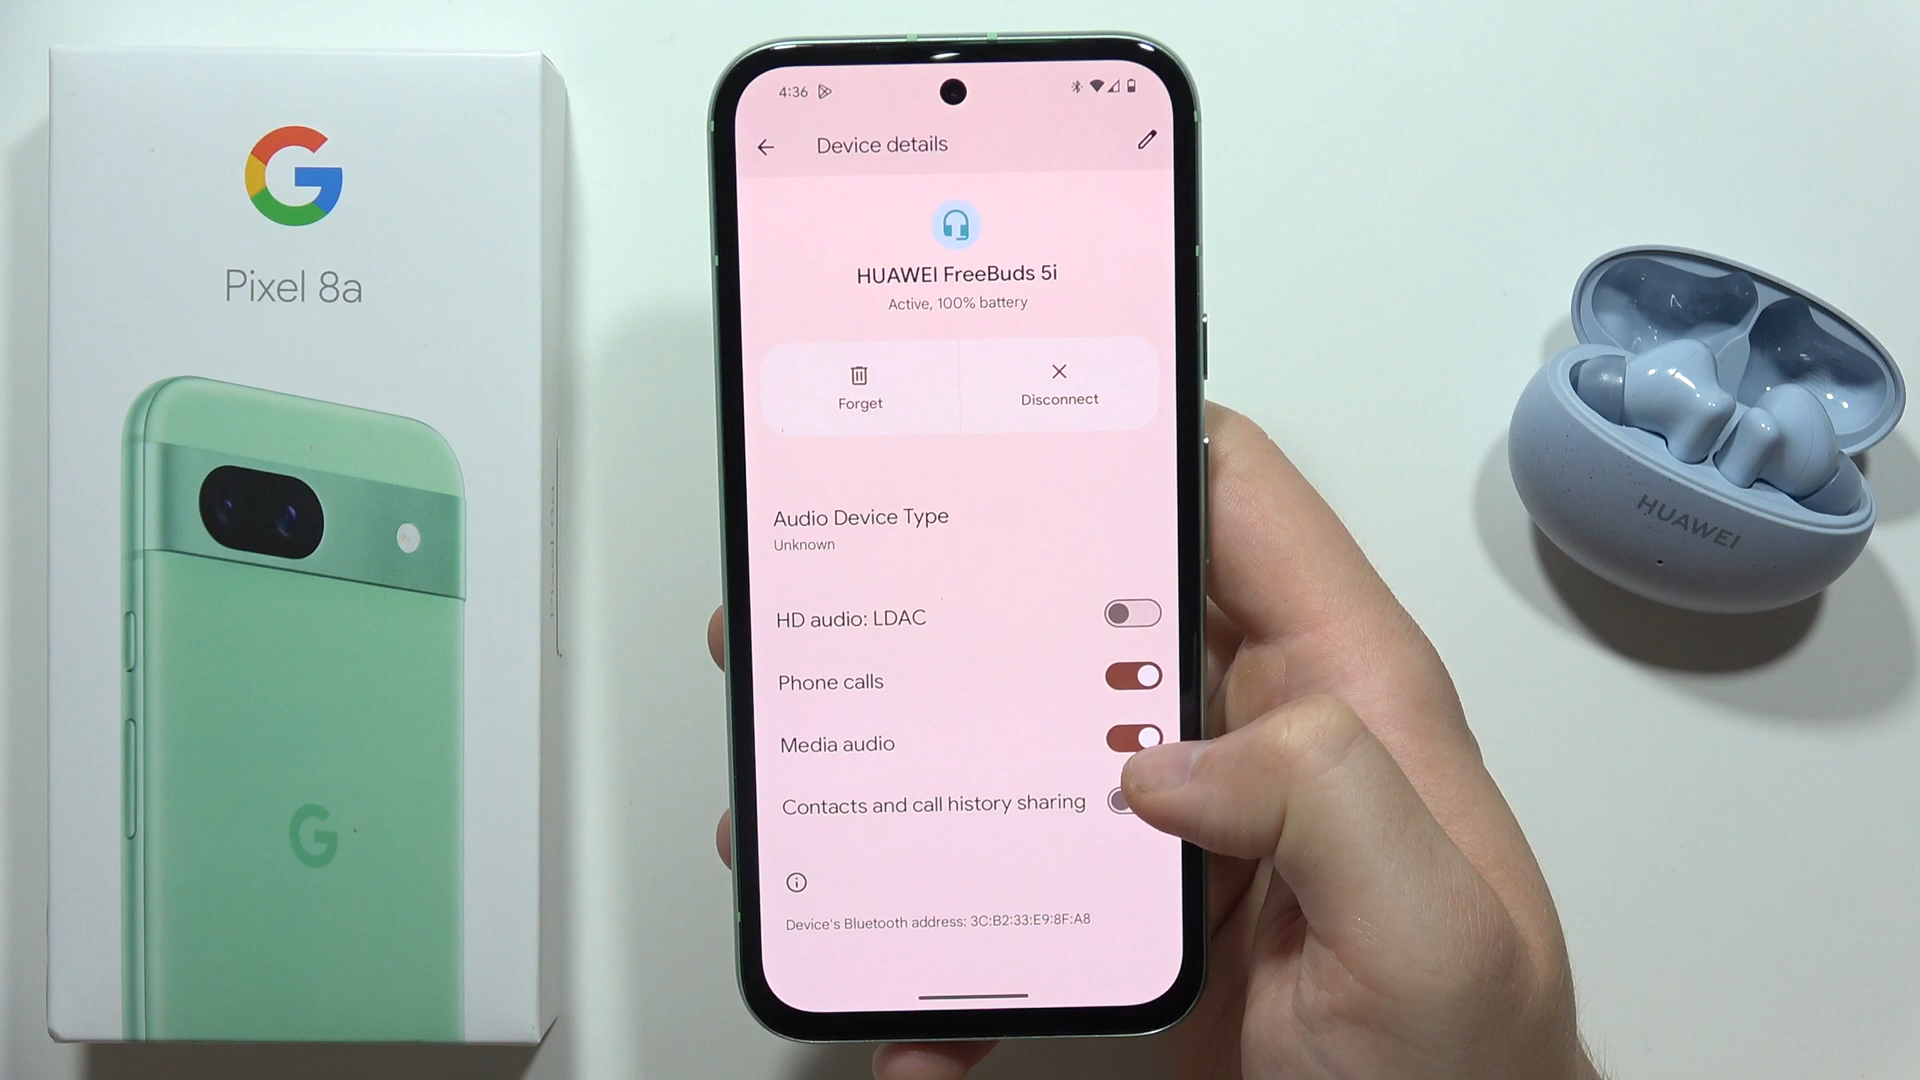 Pixel 8a
4:36
Device details
HUAWEI FreeBuds 5i
Active, 100% battery
Forget
Disconnect
Audio Device Type
Unknown
HD audio: LDAC
Phone calls
Media audio
Contacts and call history sharing
Device's Bluetooth address: 3C:B2:33:E9:8F:A8
HUAWEI